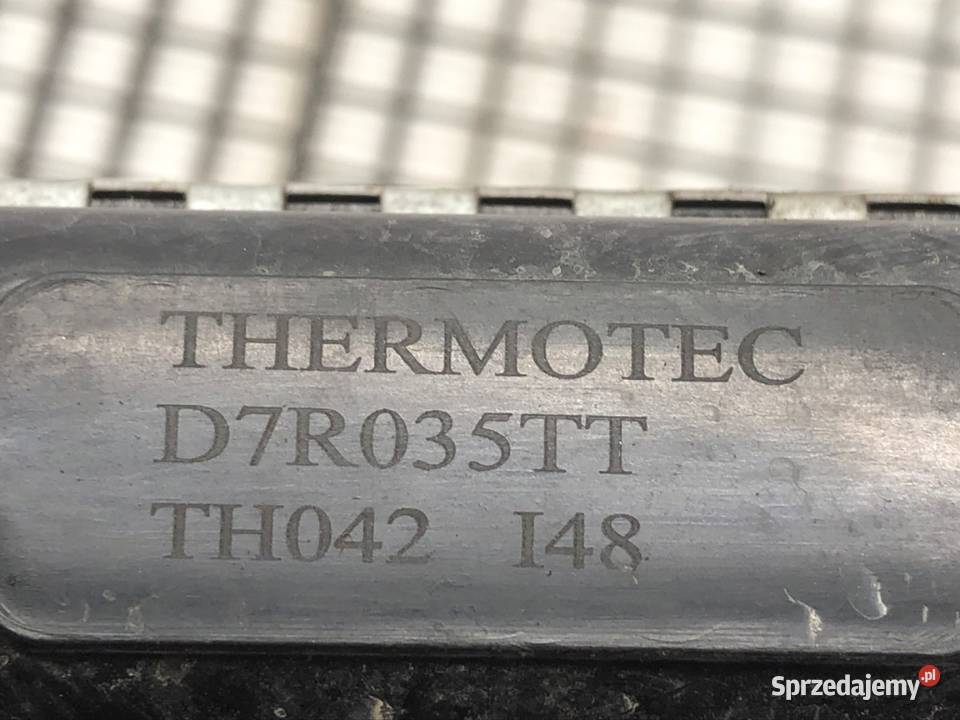 THERMOTEC
D7R035TT
TH042 I48
Sprzedajemy.pl